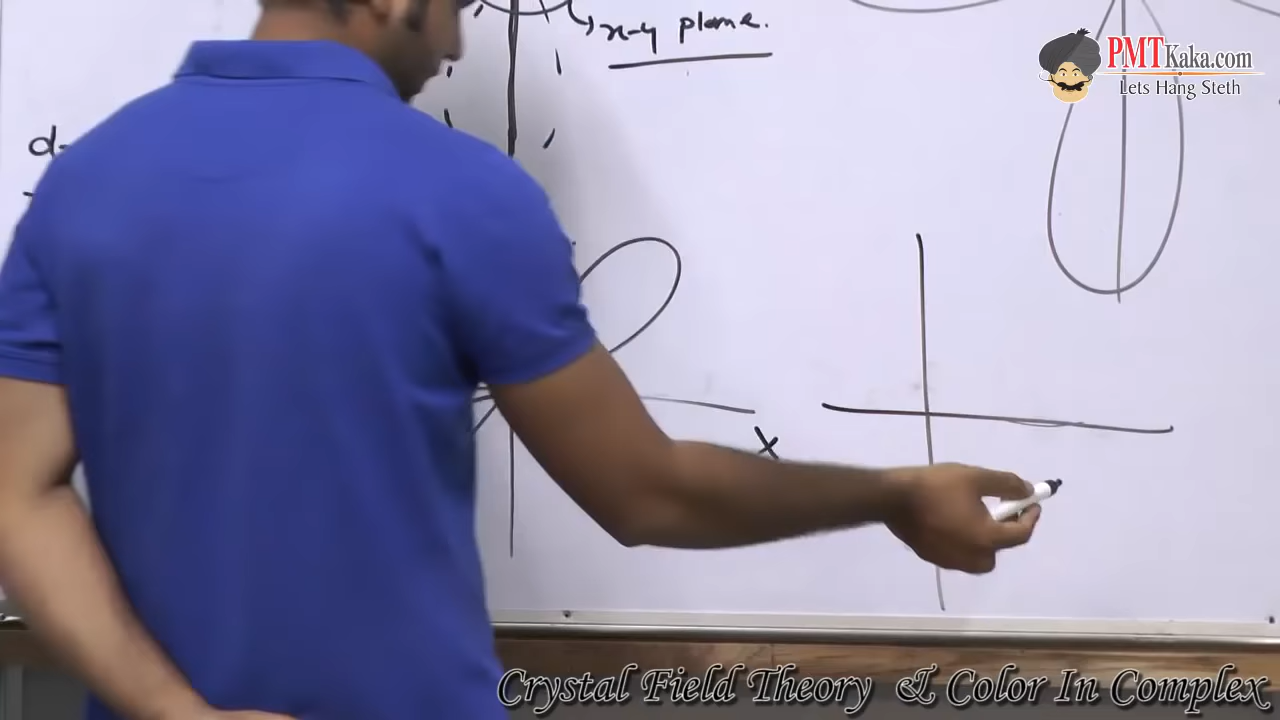 x-y plane.
PMTKaka.com
Lets Hang Steth
d-
X
Crystal Field Theory & Color In Complex